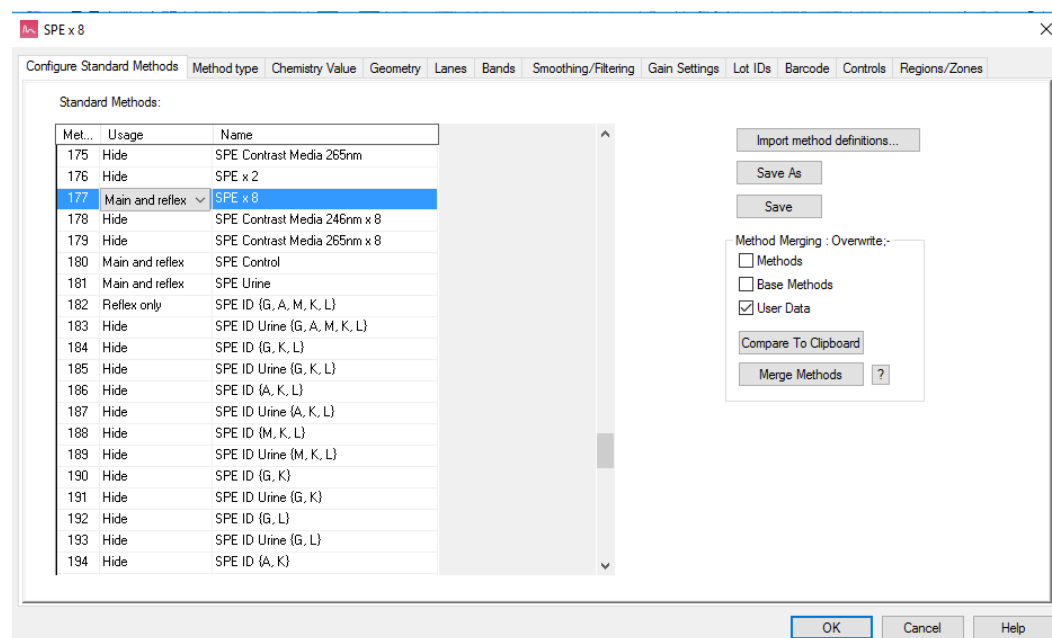 SPE x 8
Configure Standard Methods Method type Chemistry Value Geometry Lanes Bands Smoothing/Filtering Gain Settings Lot IDs Barcode Controls Regions/Zones
Standard Methods:
Met... Usage Name
175 Hide SPE Contrast Media 265nm
176 Hide SPE x 2
177 Main and reflex SPE x 8
178 Hide SPE Contrast Media 246nm x 8
179 Hide SPE Contrast Media 265nm x 8
180 Main and reflex SPE Control
181 Main and reflex SPE Urine
182 Reflex only SPE ID {G, A, M, K, L}
183 Hide SPE ID Urine {G, A, M, K, L}
184 Hide SPE ID {G, K, L}
185 Hide SPE ID Urine {G, K, L}
186 Hide SPE ID {A, K, L}
187 Hide SPE ID Urine {A, K, L}
188 Hide SPE ID {M, K, L}
189 Hide SPE ID Urine {M, K, L}
190 Hide SPE ID {G, K}
191 Hide SPE ID Urine {G, K}
192 Hide SPE ID {G, L}
193 Hide SPE ID Urine {G, L}
194 Hide SPE ID {A, K}
Import method definitions...
Save As
Save
Method Merging : Overwrite;-
Methods
Base Methods
User Data
Compare To Clipboard
Merge Methods ?
OK Cancel Help